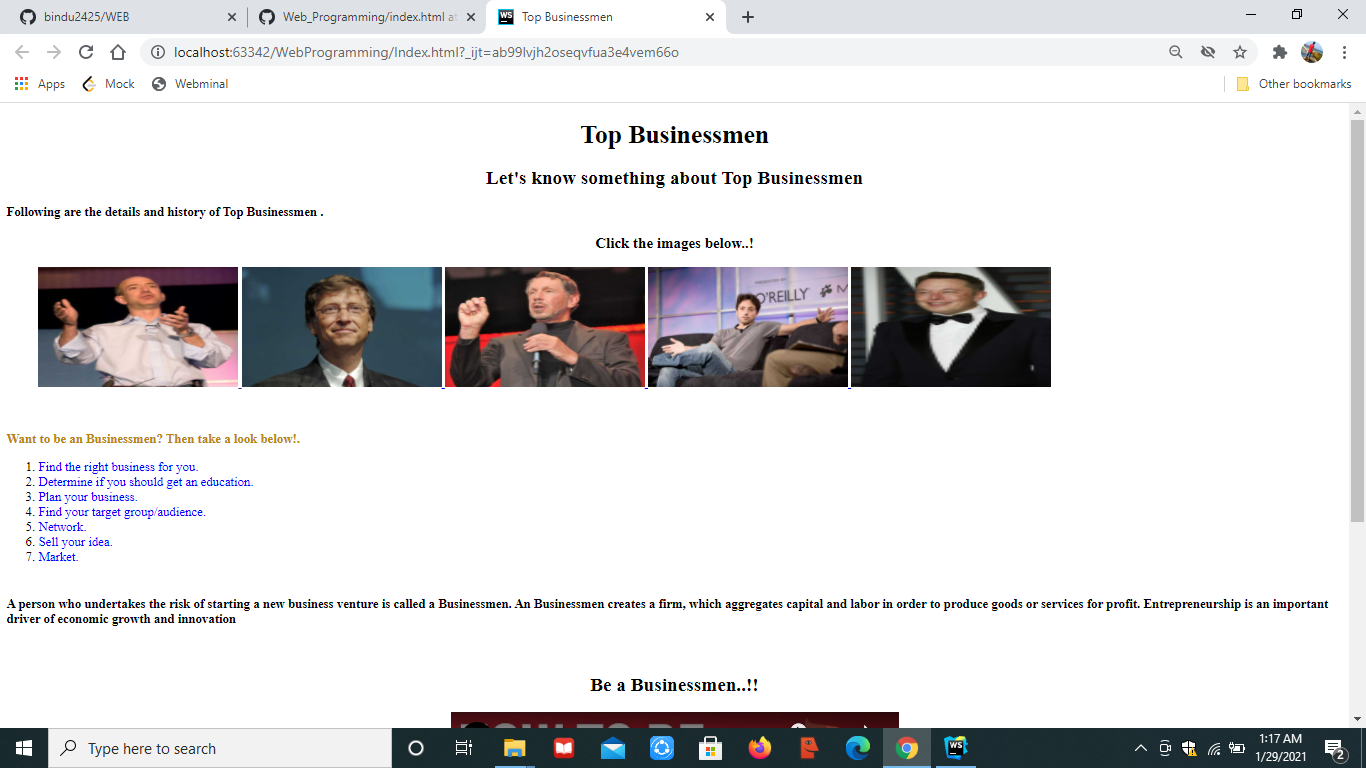 bindu2425/WEB
Web_Programming/index.html at
WS Top Businessmen
localhost:63342/WebProgramming/Index.html?_ijt=ab99lvjh2oseqvfua3e4vem66o
Apps Mock Webminal Other bookmarks
Top Businessmen
Let's know something about Top Businessmen
Following are the details and history of Top Businessmen .
Click the images below..!
O'REILLY M
Want to be an Businessmen? Then take a look below!.
1. Find the right business for you.
2. Determine if you should get an education.
3. Plan your business.
4. Find your target group/audience.
5. Network.
6. Sell your idea.
7. Market.
A person who undertakes the risk of starting a new business venture is called a Businessmen. An Businessmen creates a firm, which aggregates capital and labor in order to produce goods or services for profit. Entrepreneurship is an important
driver of economic growth and innovation
Be a Businessmen..!!
Type here to search
WS
1:17 AM
1/29/2021
2